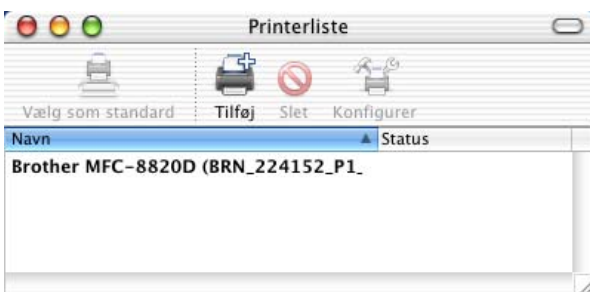 Printerliste
Vælg som standard Tilføj Slet Konfigurer
Navn Status
Brother MFC-8820D (BRN_224152_P1_